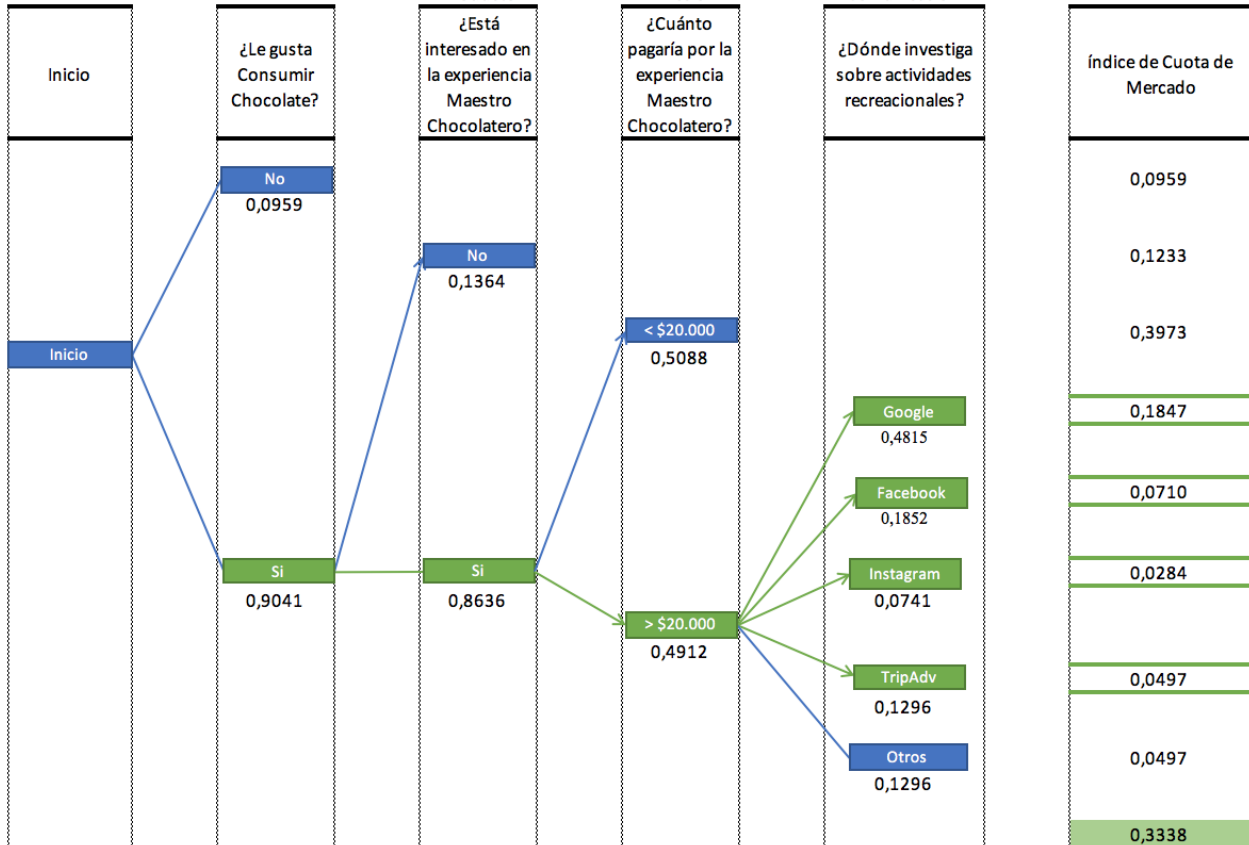 Inicio
¿Le gusta
Consumir
Chocolate?
¿Está
interesado en
la experiencia
Maestro
Chocolatero?
¿Cuánto
pagaría por la
experiencia
Maestro
Chocolatero?
¿Dónde investiga
sobre actividades
recreacionales?
índice de Cuota de
Mercado
No
0,0959
0,0959
No
0,1364
0,1233
< $20.000
0,5088
0,3973
Inicio
Google
0,4815
0,1847
Facebook
0,1852
0,0710
Si
0,9041
Si
0,8636
Instagram
0,0741
0,0284
> $20.000
0,4912
TripAdv
0,1296
0,0497
Otros
0,1296
0,0497
0,3338